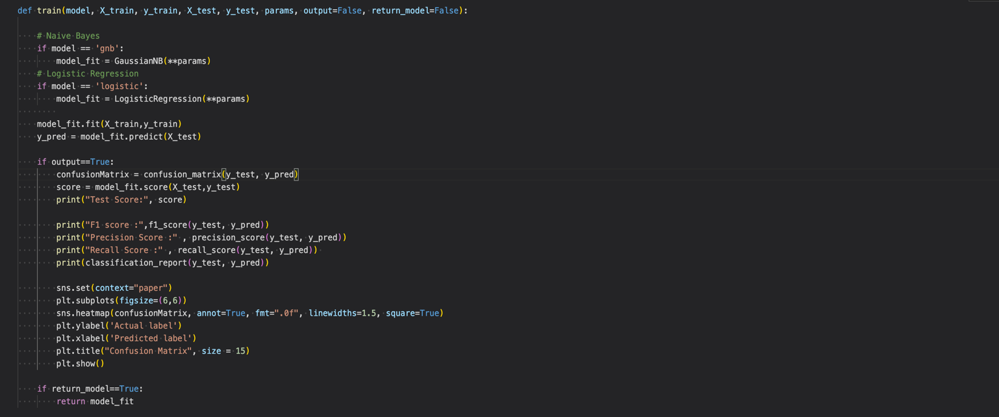 def train(model, X_train, y_train, X_test, y_test, params, output=False, return_model=False):

    # Naive Bayes
    if model == 'gnb':
        model_fit = GaussianNB(**params)
    # Logistic Regression
    if model == 'logistic':
        model_fit = LogisticRegression(**params)
        
    model_fit.fit(X_train,y_train)
    y_pred = model_fit.predict(X_test)

    if output==True:
        confusionMatrix = confusion_matrix(y_test, y_pred)
        score = model_fit.score(X_test,y_test)
        print("Test Score:", score)

        print("F1 score :",f1_score(y_test, y_pred))
        print("Precision Score :" , precision_score(y_test, y_pred))
        print("Recall Score :" , recall_score(y_test, y_pred)) 
        print(classification_report(y_test, y_pred))

        sns.set(context="paper")
        plt.subplots(figsize=(6,6))
        sns.heatmap(confusionMatrix, annot=True, fmt=".0f", linewidths=1.5, square=True)
        plt.ylabel('Actual label')
        plt.xlabel('Predicted label')
        plt.title("Confusion Matrix", size = 15)
        plt.show()

    if return_model==True:
        return model_fit